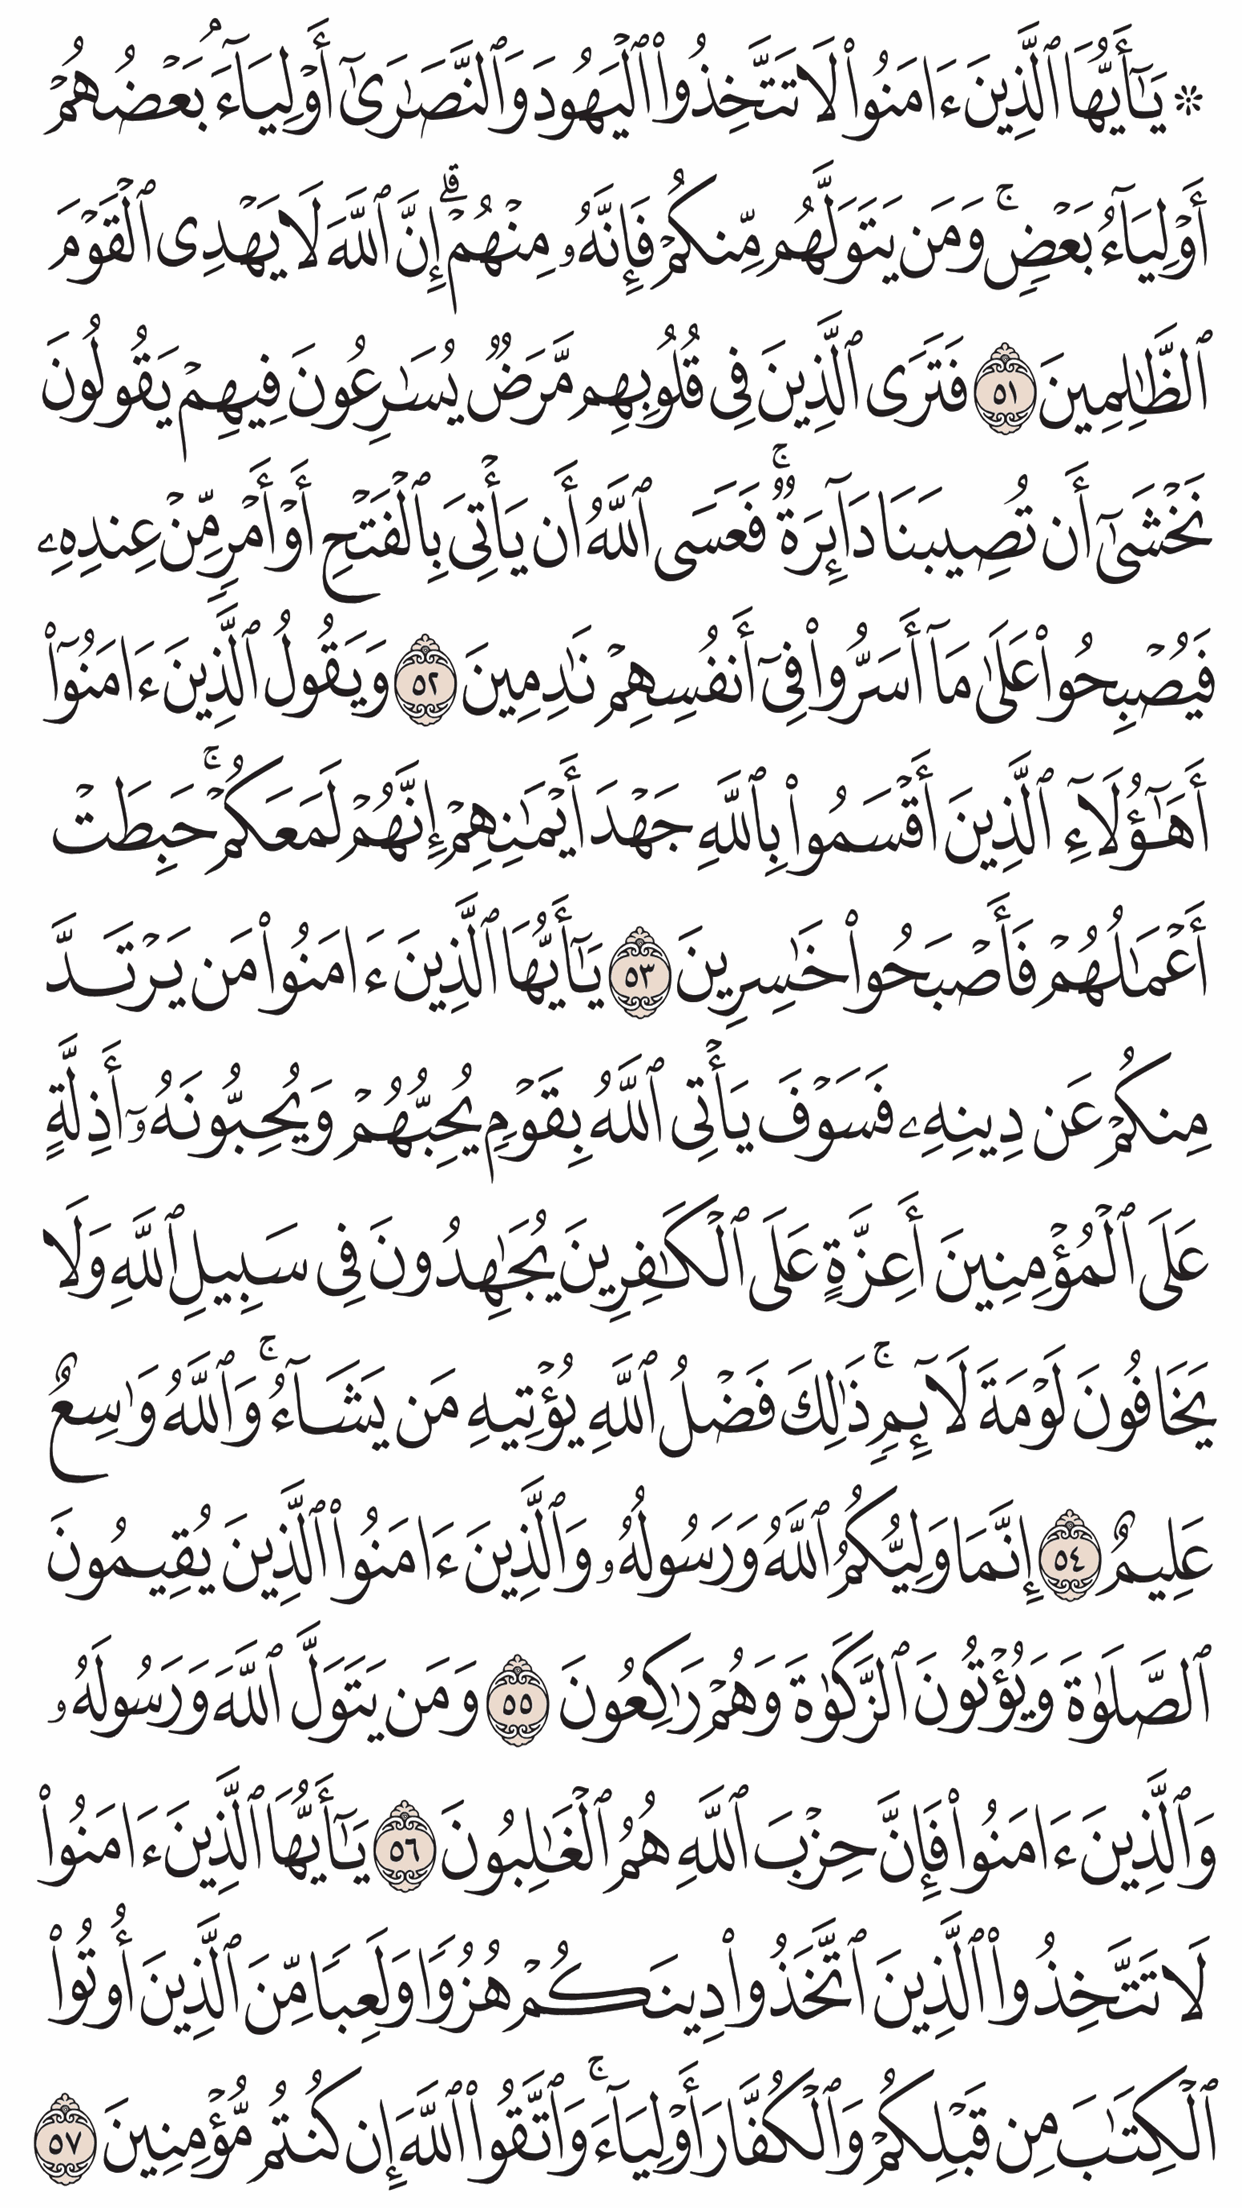 ۞ يَـٰٓأَيُّهَا ٱلَّذِينَ ءَامَنُوا۟ لَا تَتَّخِذُوا۟ ٱلْيَهُودَ وَٱلنَّصَـٰرَىٰٓ أَوْلِيَآءَ ۘ بَعْضُهُمْ
أَوْلِيَآءُ بَعْضٍ ۚ وَمَن يَتَوَلَّهُم مِّنكُمْ فَإِنَّهُۥ مِنْهُمْ ۗ إِنَّ ٱللَّهَ لَا يَهْدِى ٱلْقَوْمَ
ٱلظَّـٰلِمِينَ ٥١ فَتَرَى ٱلَّذِينَ فِى قُلُوبِهِم مَّرَضٌ يُسَـٰرِعُونَ فِيهِمْ يَقُولُونَ
نَخْشَىٰٓ أَن تُصِيبَنَا دَآئِرَةٌ ۚ فَعَسَى ٱللَّهُ أَن يَأْتِىَ بِٱلْفَتْحِ أَوْ أَمْرٍ مِّنْ عِندِهِۦ
فَيُصْبِحُوا۟ عَلَىٰ مَآ أَسَرُّوا۟ فِىٓ أَنفُسِهِمْ نَـٰدِمِينَ ٥٢ وَيَقُولُ ٱلَّذِينَ ءَامَنُوٓا۟
أَهَـٰٓؤُلَآءِ ٱلَّذِينَ أَقْسَمُوا۟ بِٱللَّهِ جَهْدَ أَيْمَـٰنِهِمْ إِنَّهُمْ لَمَعَكُمْ ۚ حَبِطَتْ
أَعْمَـٰلُهُمْ فَأَصْبَحُوا۟ خَـٰسِرِينَ ٥٣ يَـٰٓأَيُّهَا ٱلَّذِينَ ءَامَنُوا۟ مَن يَرْتَدَّ
مِنكُمْ عَن دِينِهِۦ فَسَوْفَ يَأْتِى ٱللَّهُ بِقَوْمٍ يُحِبُّهُمْ وَيُحِبُّونَهُۥٓ أَذِلَّةٍ
عَلَى ٱلْمُؤْمِنِينَ أَعِزَّةٍ عَلَى ٱلْكَـٰفِرِينَ يُجَـٰهِدُونَ فِى سَبِيلِ ٱللَّهِ وَلَا
يَخَافُونَ لَوْمَةَ لَآئِمٍ ۚ ذَٰلِكَ فَضْلُ ٱللَّهِ يُؤْتِيهِ مَن يَشَآءُ ۚ وَٱللَّهُ وَٰسِعٌ
عَلِيمٌ ٥٤ إِنَّمَا وَلِيُّكُمُ ٱللَّهُ وَرَسُولُهُۥ وَٱلَّذِينَ ءَامَنُوا۟ ٱلَّذِينَ يُقِيمُونَ
ٱلصَّلَوٰةَ وَيُؤْتُونَ ٱلزَّكَوٰةَ وَهُمْ رَٰكِعُونَ ٥٥ وَمَن يَتَوَلَّ ٱللَّهَ وَرَسُولَهُۥ
وَٱلَّذِينَ ءَامَنُوا۟ فَإِنَّ حِزْبَ ٱللَّهِ هُمُ ٱلْغَـٰلِبُونَ ٥٦ يَـٰٓأَيُّهَا ٱلَّذِينَ ءَامَنُوا۟
لَا تَتَّخِذُوا۟ ٱلَّذِينَ ٱتَّخَذُوا۟ دِينَكُمْ هُزُوًا وَلَعِبًا مِّنَ ٱلَّذِينَ أُوتُوا۟
ٱلْكِتَـٰبَ مِن قَبْلِكُمْ وَٱلْكُفَّارَ أَوْلِيَآءَ ۚ وَٱتَّقُوا۟ ٱللَّهَ إِن كُنتُم مُّؤْمِنِينَ ٥٧